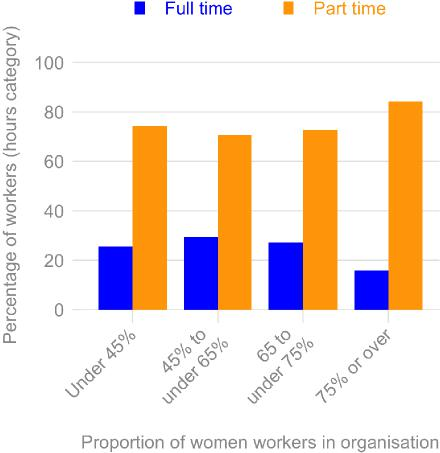 Full time
Part time
Percentage of workers (hours category)
100
80
60
40
20
0
Under 45%
45% to
under 65%
65 to
under 75%
75% or over
Proportion of women workers in organisation